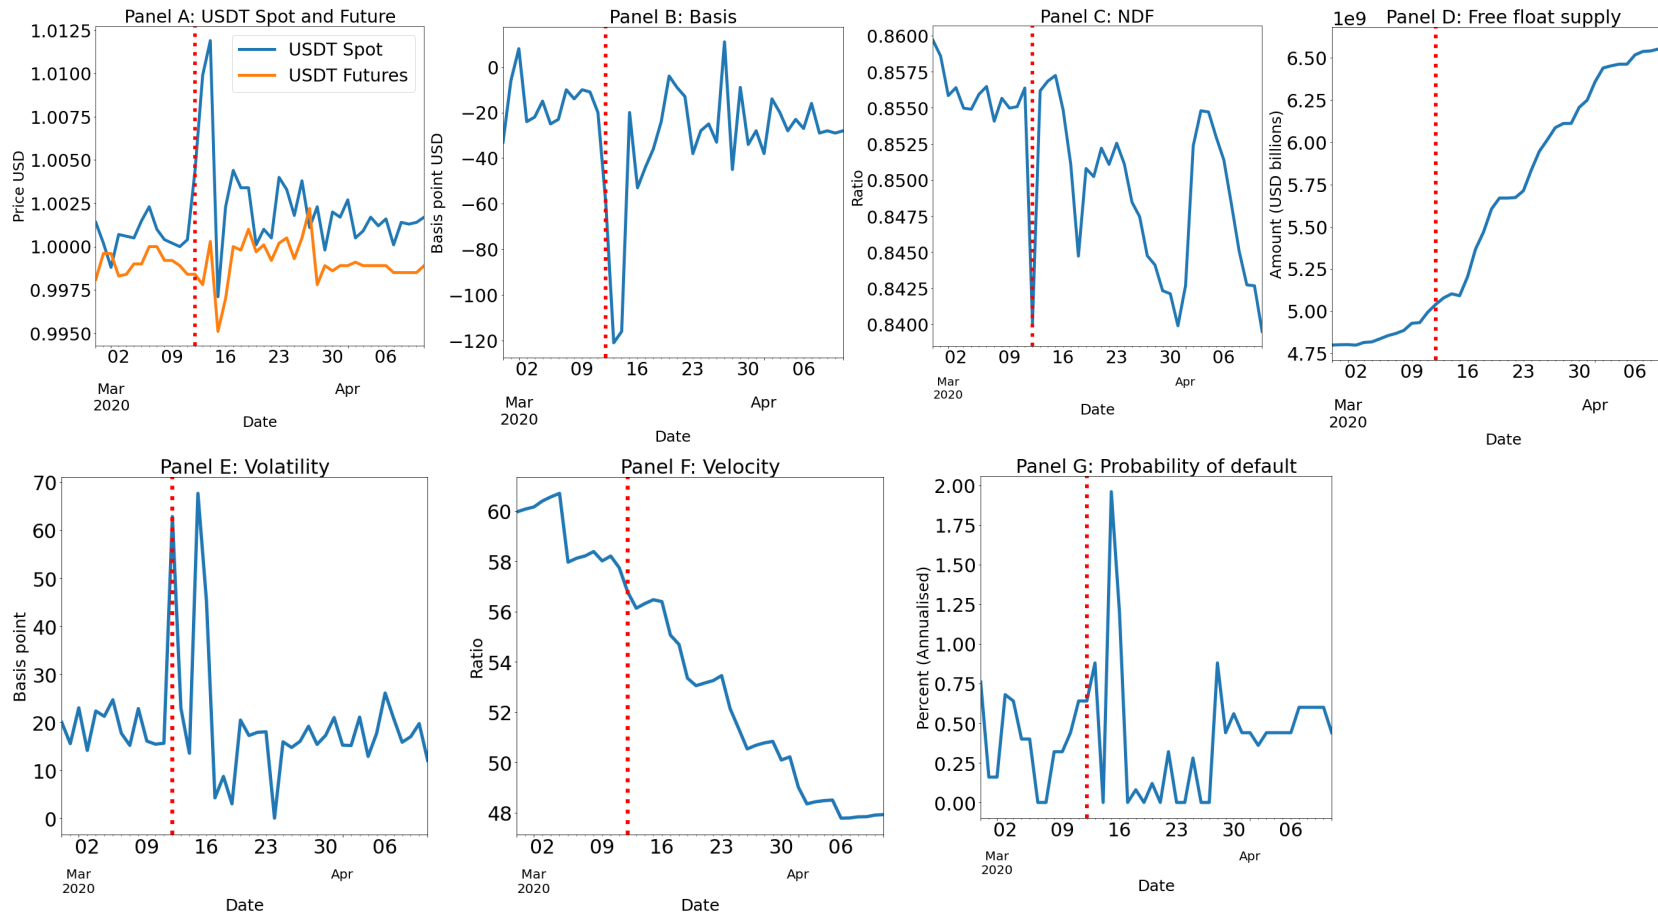 Panel A: USDT Spot and Future
1.0125
1.0100
1.0075
1.0050
1.0025
1.0000
0.9975
0.9950
Price USD
USDT Spot
USDT Futures
02 09 16 23 30 06
Mar
2020
Apr
Date
Panel B: Basis
0
−20
−40
−60
−80
−100
−120
Basis point USD
02 09 16 23 30 06
Mar
2020
Apr
Date
Panel C: NDF
0.8600
0.8575
0.8550
0.8525
0.8500
0.8475
0.8450
0.8425
0.8400
Ratio
02 09 16 23 30 06
Mar
2020
Apr
Date
1e9 Panel D: Free float supply
6.50
6.25
6.00
5.75
5.50
5.25
5.00
4.75
Amount (USD billions)
02 09 16 23 30 06
Mar
2020
Apr
Date
Panel E: Volatility
70
60
50
40
30
20
10
0
Basis point
02 09 16 23 30 06
Mar
2020
Apr
Date
Panel F: Velocity
60
58
56
54
52
50
48
Ratio
02 09 16 23 30 06
Mar
2020
Apr
Date
Panel G: Probability of default
2.00
1.75
1.50
1.25
1.00
0.75
0.50
0.25
0.00
Percent (Annualised)
02 09 16 23 30 06
Mar
2020
Apr
Date